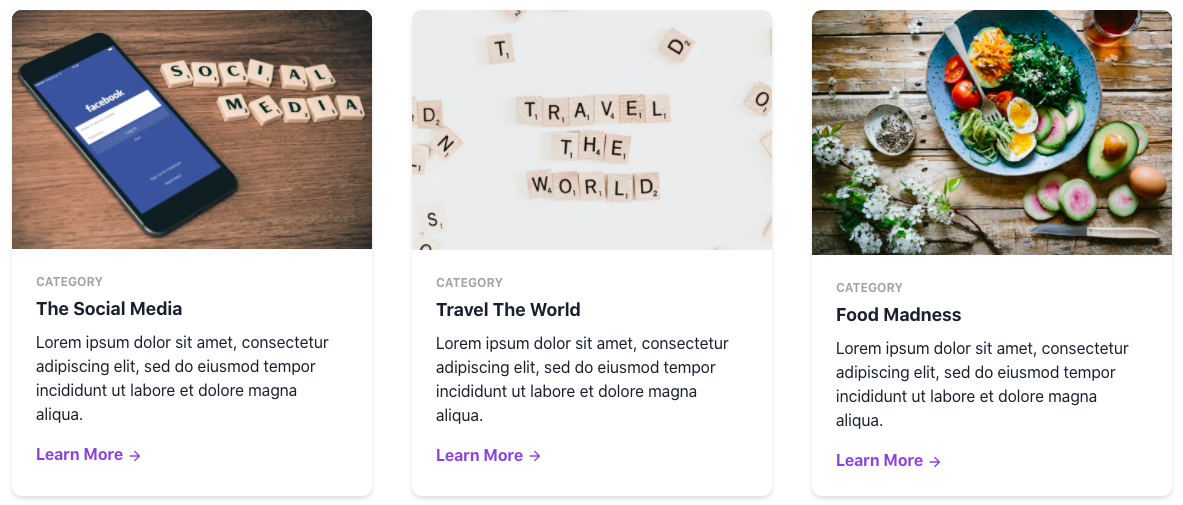 facebook
Log In
SOCIAL
MEDIA
CATEGORY
The Social Media
Lorem ipsum dolor sit amet, consectetur
adipiscing elit, sed do eiusmod tempor
incididunt ut labore et dolore magna
aliqua.
Learn More →
T
D
D
N
O
TRAVEL
THE
WORLD
S
CATEGORY
Travel The World
Lorem ipsum dolor sit amet, consectetur
adipiscing elit, sed do eiusmod tempor
incididunt ut labore et dolore magna
aliqua.
Learn More →
CATEGORY
Food Madness
Lorem ipsum dolor sit amet, consectetur
adipiscing elit, sed do eiusmod tempor
incididunt ut labore et dolore magna
aliqua.
Learn More →